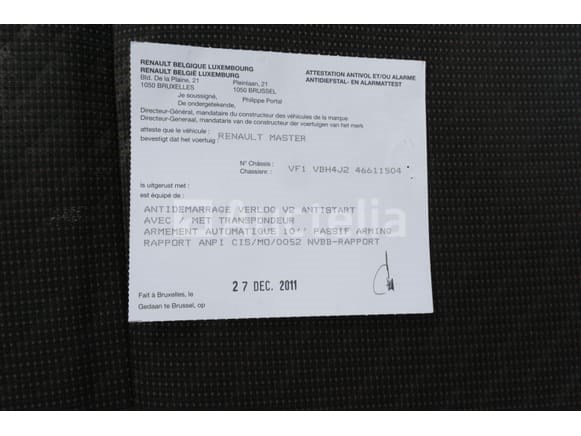 RENAULT BELGIQUE LUXEMBOURG
RENAULT BELGIË LUXEMBURG
Bld. De la Plaine, 21 Pleinlaan, 21
1050 BRUXELLES 1050 BRUSSEL
ATTESTATION ANTIVOL ET/OU ALARME
ANTIDIEFSTAL- EN ALARMATTEST
Je soussigné,
De ondergetekende, Philippe Portal
Directeur-Général, mandataire du constructeur des véhicules de la marque
Directeur-Generaal, mandataris van de constructeur der voertuigen van het merk
atteste que le véhicule :
bevestigt dat het voertuig : RENAULT MASTER
N° Châssis :
Chassisnr. : VF1 VBH4J2 46611504
is uitgerust met :
est équipé de :
ANTIDEMARRAGE VERLOG V2 ANTISTART
AVEC / MET TRANSPONDEUR
ARMEMENT AUTOMATIQUE 10'' PASSIF ARMING
RAPPORT ANPI CIS/MO/0052 NVBB-RAPPORT
Auctelia
27 DEC. 2011
Fait à Bruxelles, le
Gedaan te Brussel, op